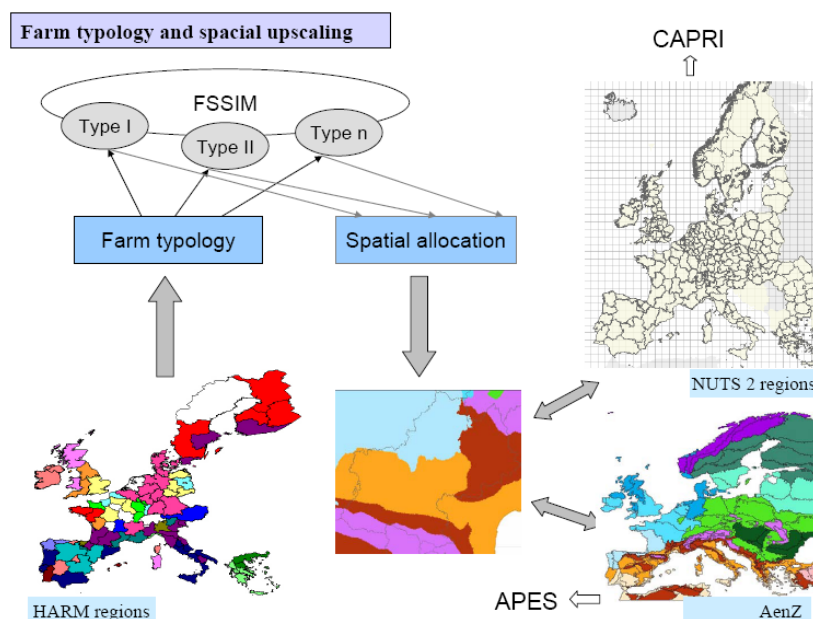 Farm typology and spacial upscaling
CAPRI
FSSIM
Type I
Type II
Type n
Farm typology
Spatial allocation
NUTS 2 regions
HARM regions
APES
AenZ